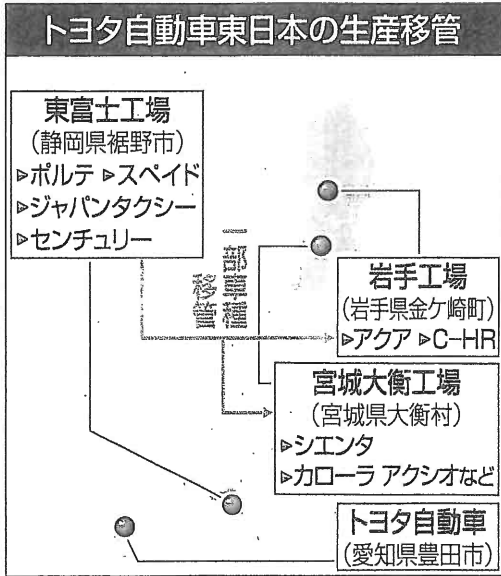 トヨタ自動車東日本の生産移管
東富士工場
（静岡県裾野市）
▷ポルテ ▷スペイド
▷ジャパンタクシー
▷センチュリー
一部車種
移管
岩手工場
（岩手県金ケ崎町）
▷アクア ▷C-HR
宮城大衡工場
（宮城県大衡村）
▷シエンタ
▷カローラ アクシオなど
トヨタ自動車
（愛知県豊田市）